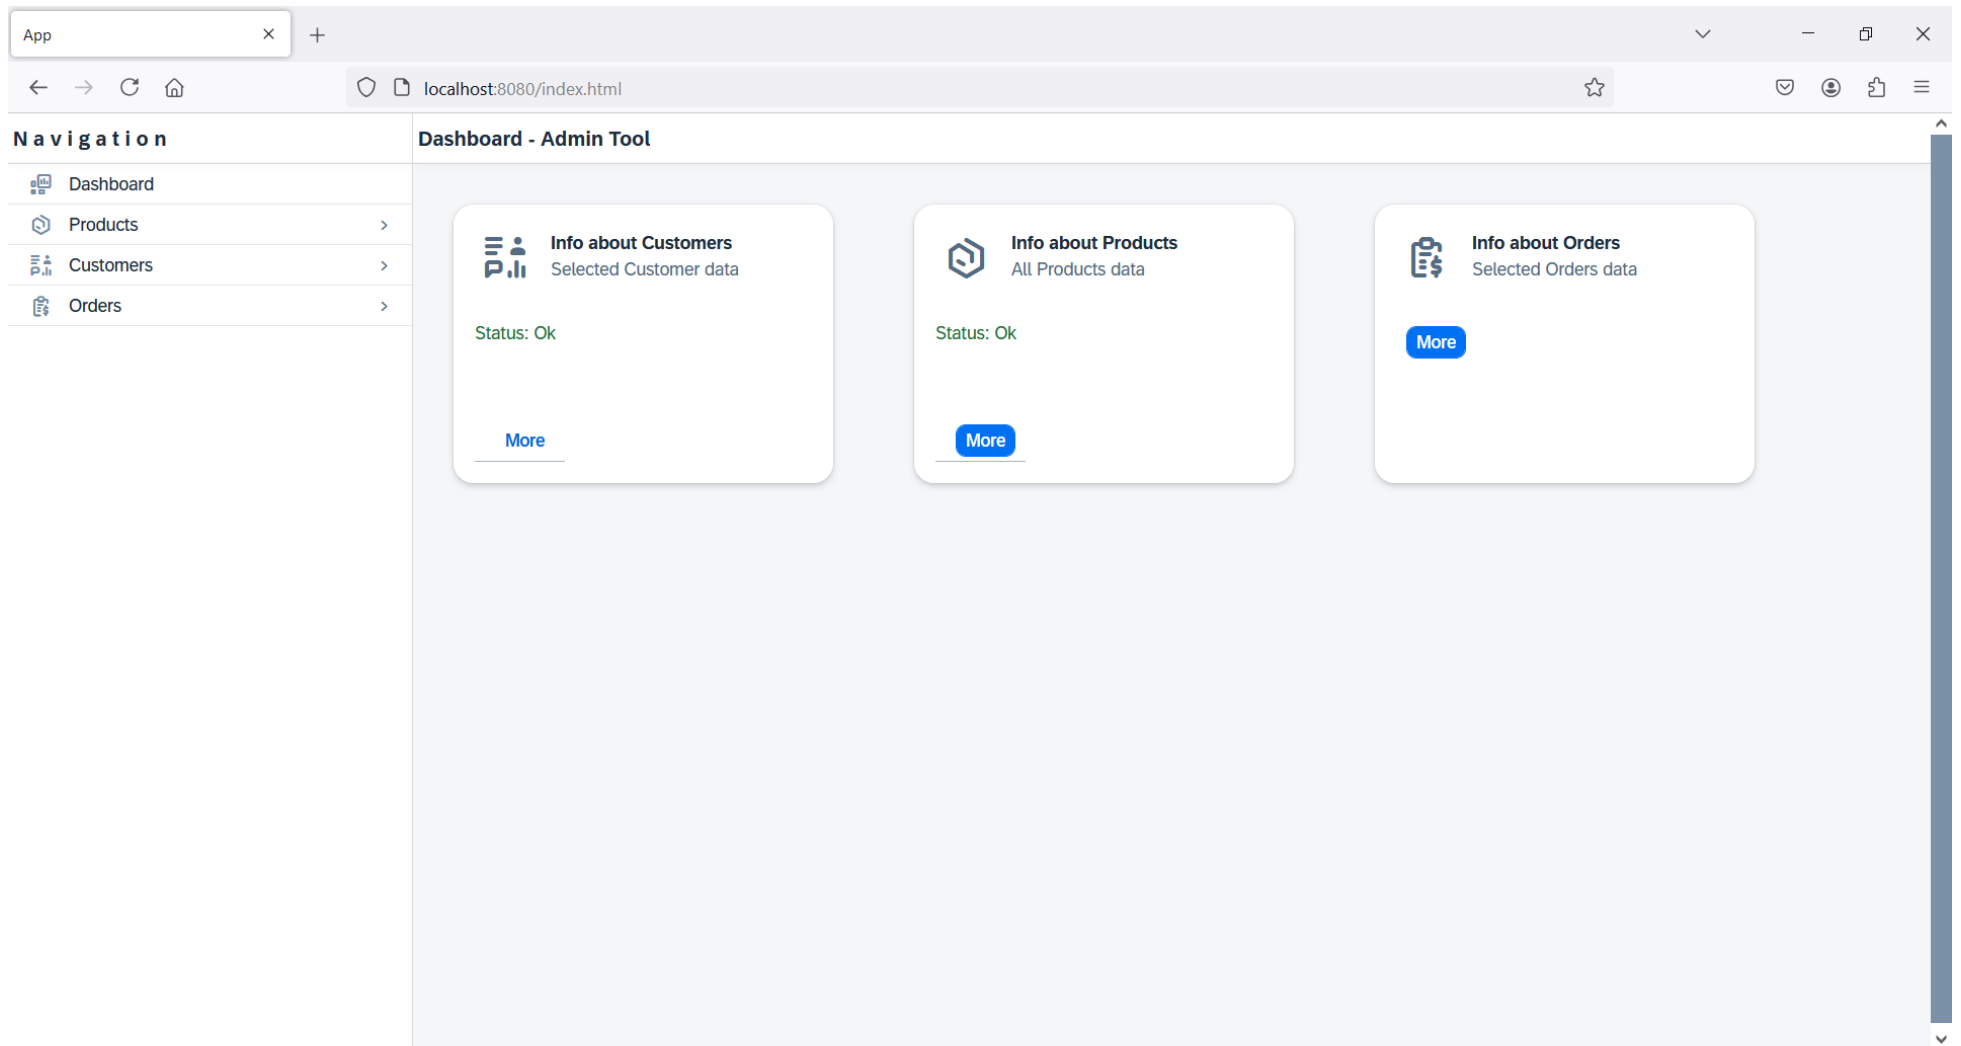 App
localhost:8080/index.html
Navigation
Dashboard - Admin Tool
Dashboard
Products
Customers
Orders
Info about Customers
Selected Customer data
Status: Ok
More
Info about Products
All Products data
Status: Ok
More
Info about Orders
Selected Orders data
More